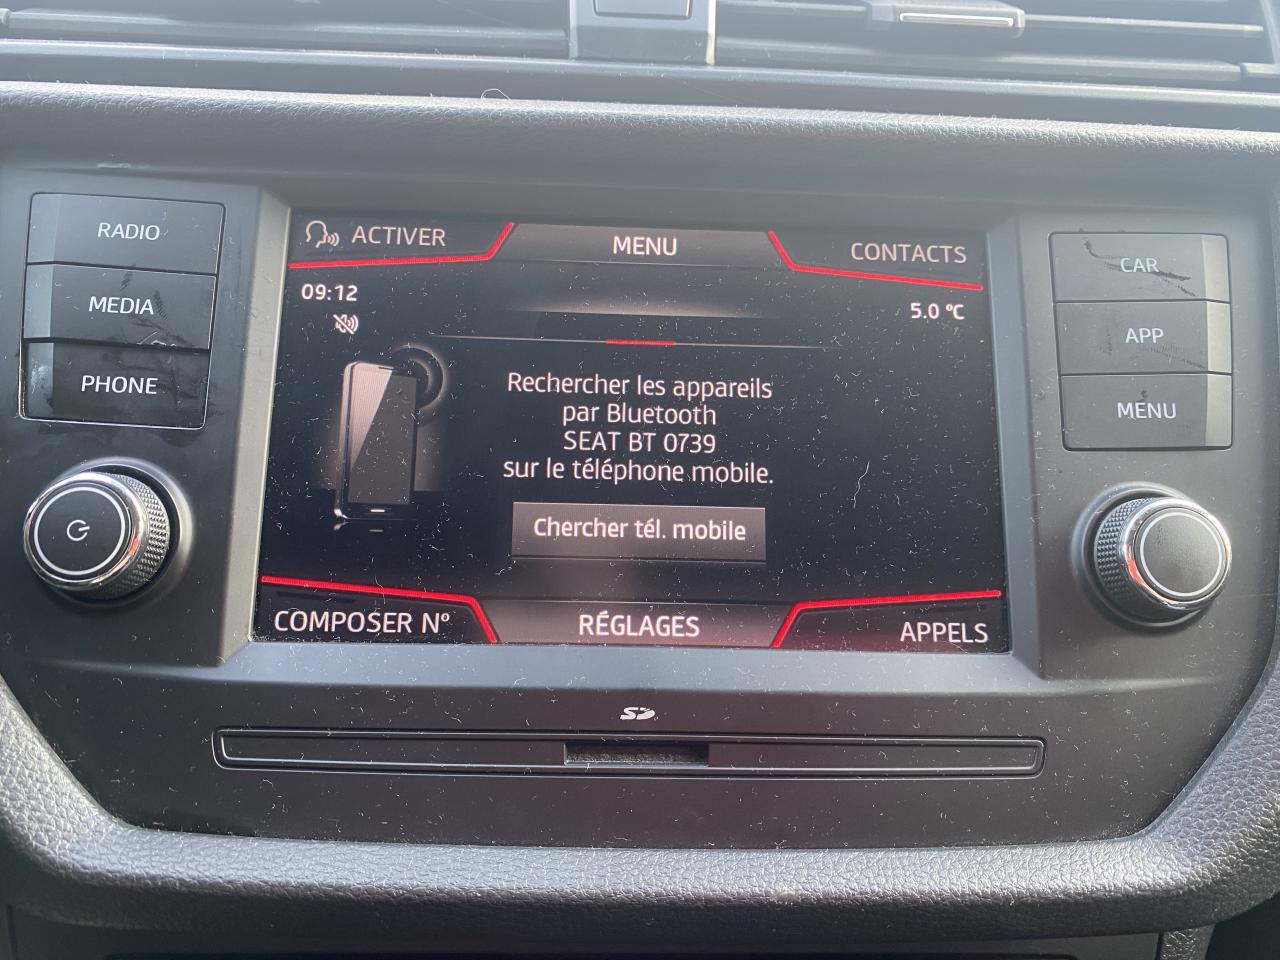 RADIO
MEDIA
PHONE
ACTIVER
MENU
CONTACTS
09:12
5.0 °C
Rechercher les appareils
par Bluetooth
SEAT BT 0739
sur le téléphone mobile.
Chercher tél. mobile
COMPOSER Nº
RÉGLAGES
APPELS
CAR
APP
MENU
SD